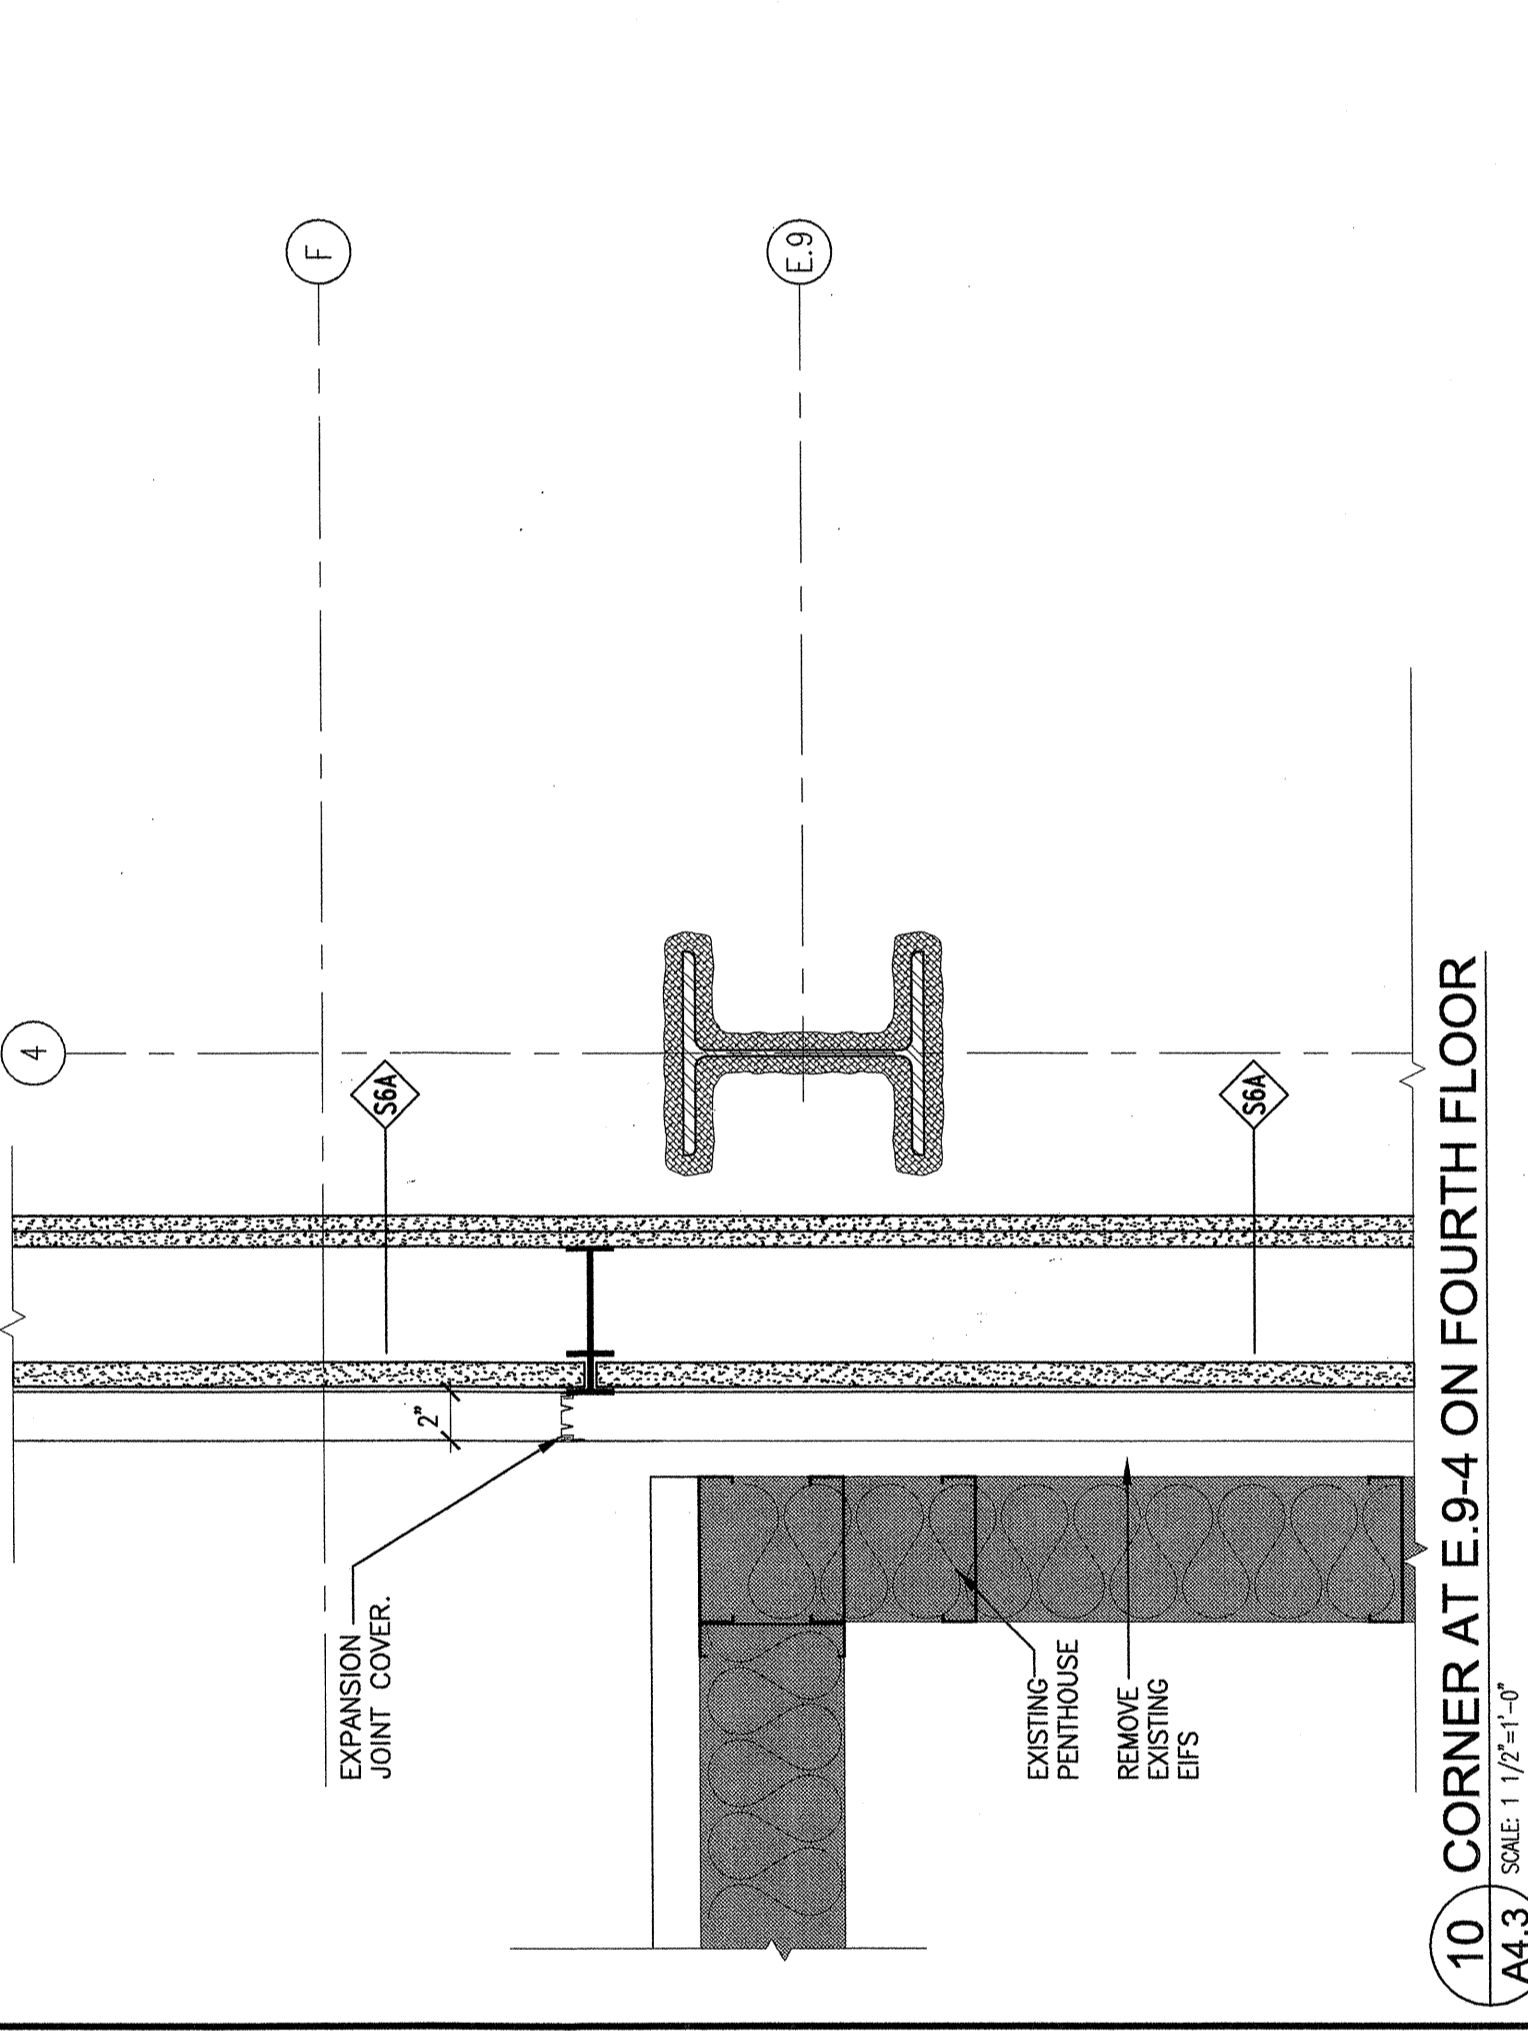 F
E.9
4
S6A
S6A
2"
EXPANSION
JOINT COVER.
EXISTING
PENTHOUSE
REMOVE
EXISTING
EIFS
10
A4.3
CORNER AT E.9-4 ON FOURTH FLOOR
SCALE: 1 1/2"=1'-0"